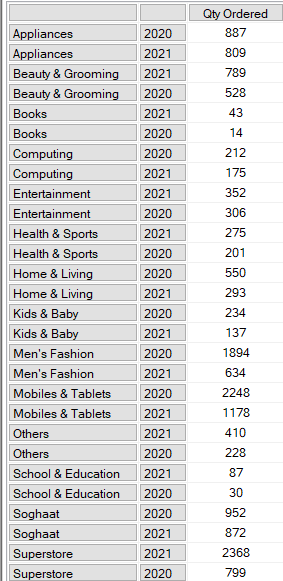 Qty Ordered
Appliances 2020 887
Appliances 2021 809
Beauty & Grooming 2021 789
Beauty & Grooming 2020 528
Books 2021 43
Books 2020 14
Computing 2020 212
Computing 2021 175
Entertainment 2021 352
Entertainment 2020 306
Health & Sports 2021 275
Health & Sports 2020 201
Home & Living 2020 550
Home & Living 2021 293
Kids & Baby 2020 234
Kids & Baby 2021 137
Men's Fashion 2020 1894
Men's Fashion 2021 634
Mobiles & Tablets 2020 2248
Mobiles & Tablets 2021 1178
Others 2021 410
Others 2020 228
School & Education 2021 87
School & Education 2020 30
Soghaat 2020 952
Soghaat 2021 872
Superstore 2021 2368
Superstore 2020 799